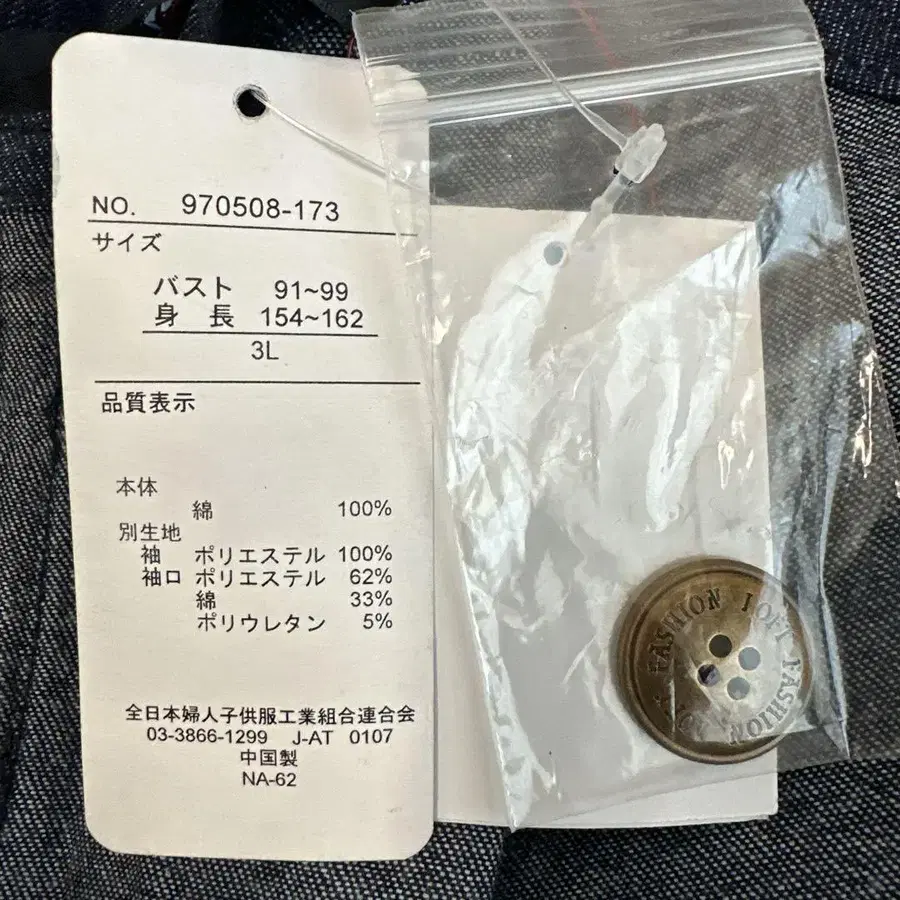 NO. 970508-173
サイズ
バスト 91~99
身 長 154~162
3L
品質表示
本体
綿 100%
別生地
袖 ポリエステル 100%
袖口 ポリエステル 62%
綿 33%
ポリウレタン 5%
全日本婦人子供服工業組合連合会
03-3866-1299 J-AT 0107
中国製
NA-62
FASHION LOFT FASHION